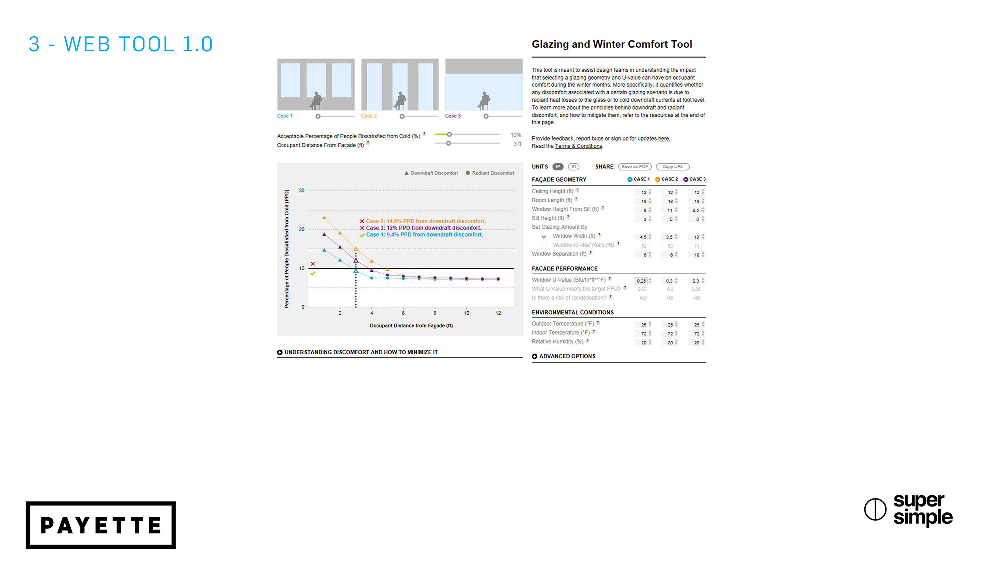 3 - WEB TOOL 1.0
Case 1
Case 2
Case 3
Acceptable Percentage of People Dissatisfied from Cold (%) ?
10%
Occupant Distance From Façade (ft) ?
3 ft
▲ Downdraft Discomfort ● Radiant Discomfort
Percentage of People Dissatisfied from Cold (PPD)
30
20
10
0
Case 2: 14.9% PPD from downdraft discomfort.
Case 3: 12% PPD from downdraft discomfort.
Case 1: 9.4% PPD from downdraft discomfort.
2 4 6 8 10 12
Occupant Distance from Façade (ft)
UNDERSTANDING DISCOMFORT AND HOW TO MINIMIZE IT
Glazing and Winter Comfort Tool
This tool is meant to assist design teams in understanding the impact
that selecting a glazing geometry and U-value can have on occupant
comfort during the winter months. More specifically, it quantifies whether
any discomfort associated with a certain glazing scenario is due to
radiant heat losses to the glass or to cold downdraft currents at foot level.
To learn more about the principles behind downdraft and radiant
discomfort, and how to mitigate them, refer to the resources at the end of
this page.
Provide feedback, report bugs or sign up for updates here.
Read the Terms & Conditions.
UNITS IP SI SHARE Save as PDF Copy URL
FAÇADE GEOMETRY CASE 1 CASE 2 CASE 3
Ceiling Height (ft) ? 12 12 12
Room Length (ft) ? 18 18 18
Window Height From Sill (ft) ? 8 11 8.5
Sill Height (ft) ? 3 0 0
Set Glazing Amount By
Window Width (ft) ? 4.5 3.5 18
Window-to-Wall Ratio (%) ? 50 53 71
Window Separation (ft) ? 6 6 18
FACADE PERFORMANCE
Window U-Value (Btu/hr*ft²*°F) ? 0.25 0.3 0.3
What U-Value meets the target PPD? ? 0.27 0.2 0.25
Is there a risk of condensation? ? NO NO NO
ENVIRONMENTAL CONDITIONS
Outdoor Temperature (°F) ? 25 25 25
Indoor Temperature (°F) ? 72 72 72
Relative Humidity (%) ? 20 20 20
ADVANCED OPTIONS
PAYETTE
super
simple